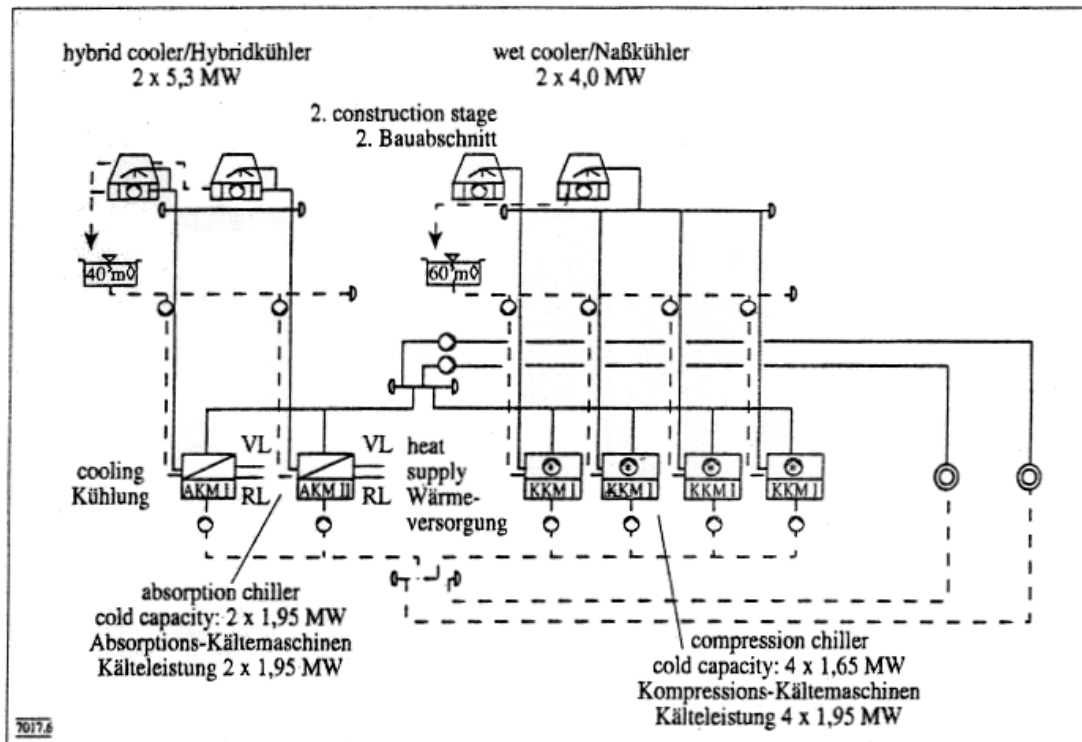 hybrid cooler/Hybridkühler
2 x 5,3 MW
wet cooler/Naßkühler
2 x 4,0 MW
2. construction stage
2. Bauabschnitt
40 m◊
60 m◊
cooling
Kühlung
VL
RL
AKM I
VL
RL
AKM II
heat
supply
Wärme-
versorgung
KKM I
KKM I
KKM I
KKM I
absorption chiller
cold capacity: 2 x 1,95 MW
Absorptions-Kältemaschinen
Kälteleistung 2 x 1,95 MW
compression chiller
cold capacity: 4 x 1,65 MW
Kompressions-Kältemaschinen
Kälteleistung 4 x 1,95 MW
7017.6